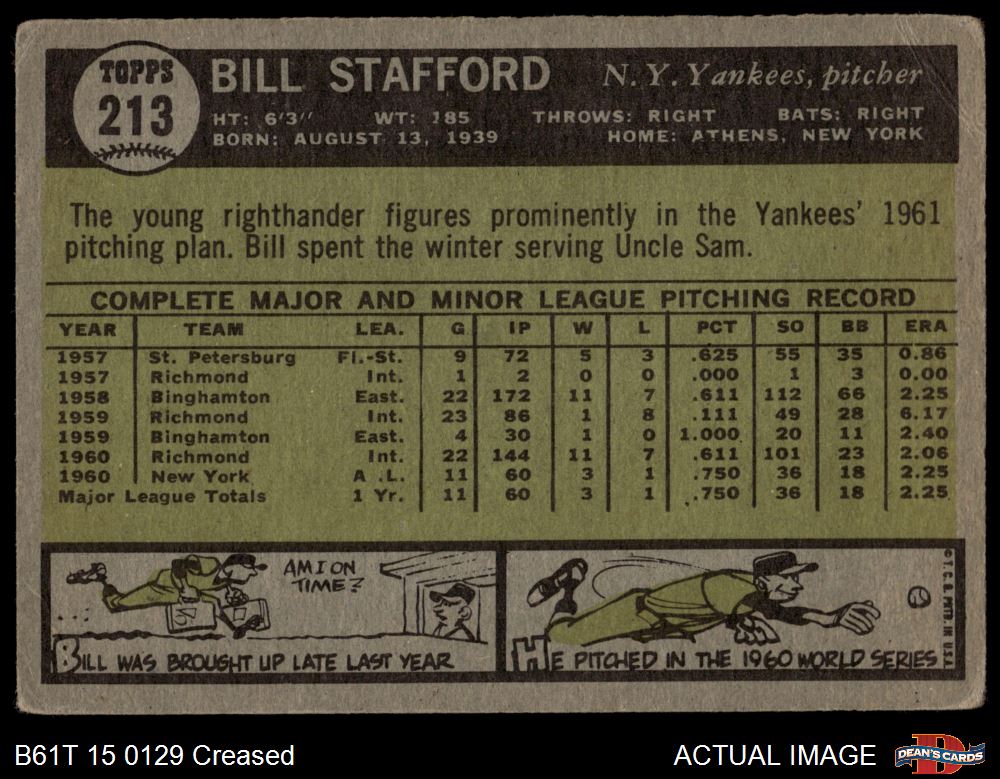 TOPPS
213
BILL STAFFORD N.Y. Yankees, pitcher
HT: 6'3" WT: 185 THROWS: RIGHT BATS: RIGHT
BORN: AUGUST 13, 1939 HOME: ATHENS, NEW YORK
The young righthander figures prominently in the Yankees' 1961
pitching plan. Bill spent the winter serving Uncle Sam.
COMPLETE MAJOR AND MINOR LEAGUE PITCHING RECORD
YEAR TEAM LEA. G IP W L PCT SO BB ERA
1957 St. Petersburg Fl.-St. 9 72 5 3 .625 55 35 0.86
1957 Richmond Int. 1 2 0 0 .000 1 3 0.00
1958 Binghamton East. 22 172 11 7 .611 112 66 2.25
1959 Richmond Int. 23 86 1 8 .111 49 28 6.17
1959 Binghamton East. 4 30 1 0 1.000 20 11 2.40
1960 Richmond Int. 22 144 11 7 .611 101 23 2.06
1960 New York A.L. 11 60 3 1 .750 36 18 2.25
Major League Totals 1 Yr. 11 60 3 1 .750 36 18 2.25
AM I ON
TIME?
NY
BILL WAS BROUGHT UP LATE LAST YEAR
HE PITCHED IN THE 1960 WORLD SERIES
© T.C.G. PRTD. IN U.S.A.
B61T 15 0129 Creased ACTUAL IMAGE
DEAN'S CARDS